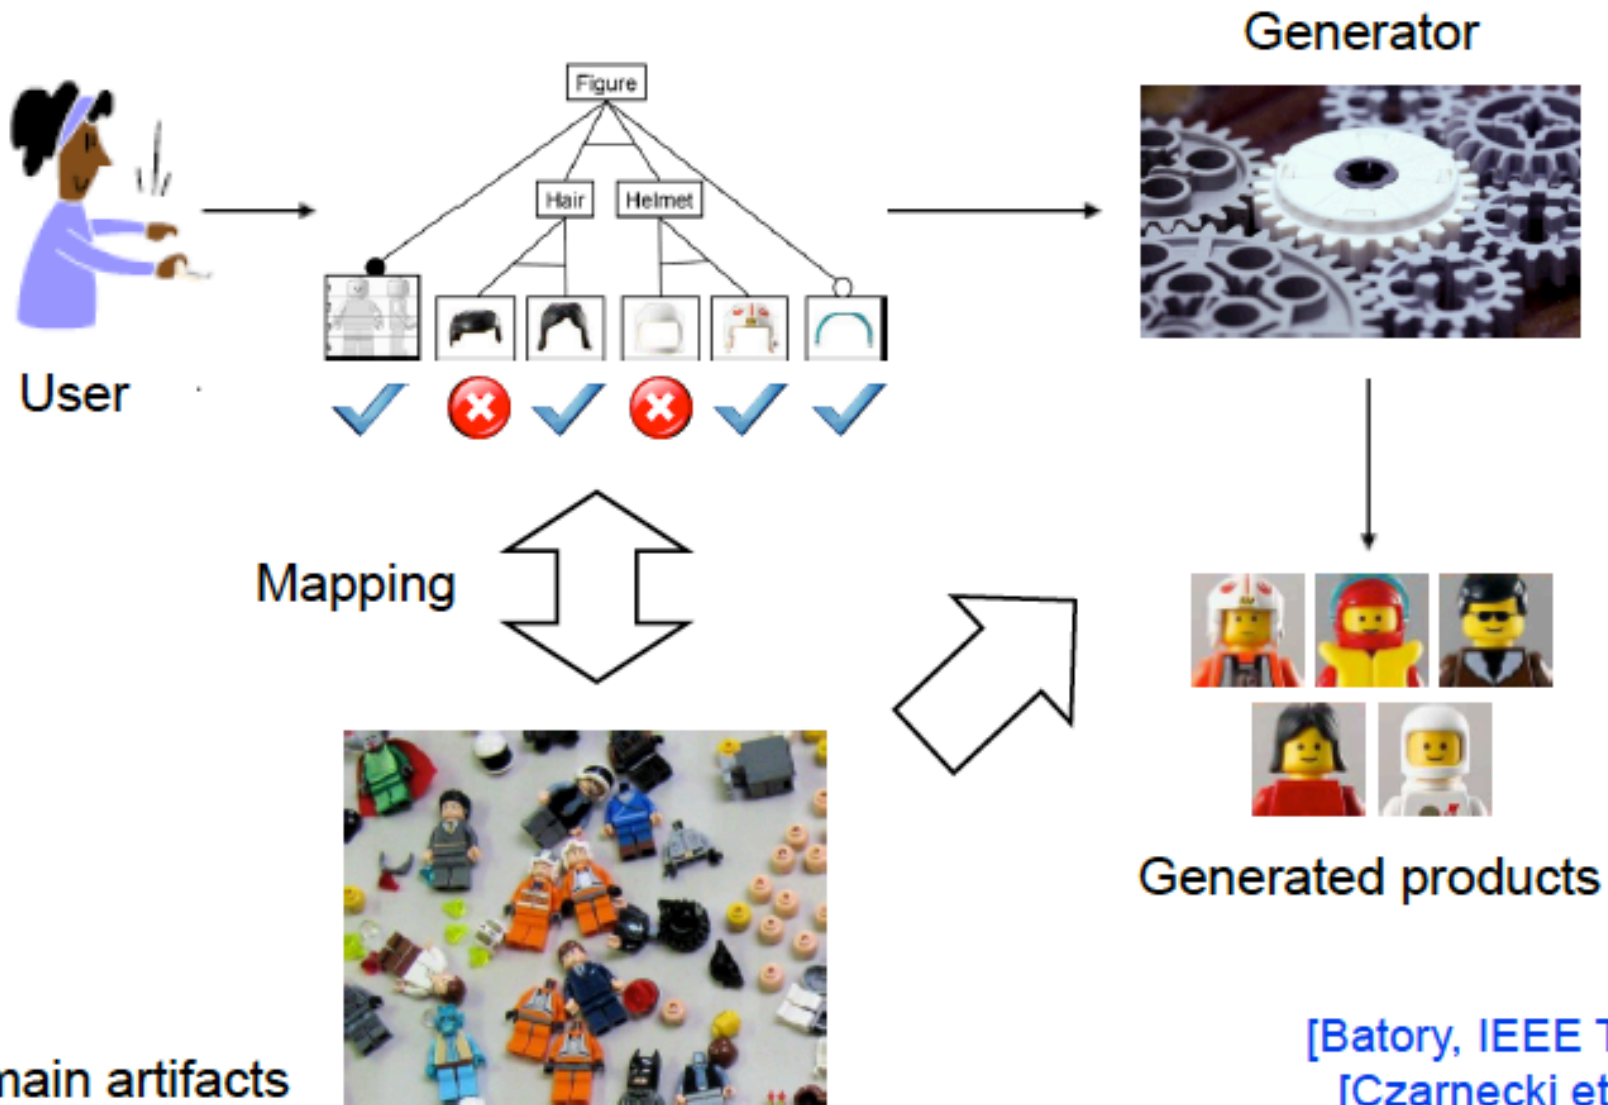 Generator
Figure
Hair
Helmet
User
Mapping
Generated products
main artifacts
[Batory, IEEE T
[Czarnecki et